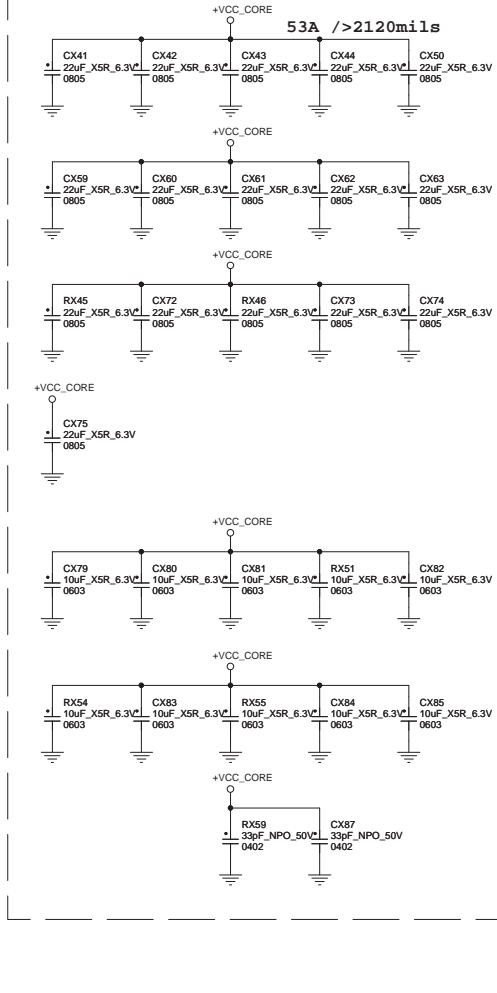 +VCC_CORE
53A />2120mils
CX41 CX42 CX43 CX44 CX50
22uF_X5R_6.3V 22uF_X5R_6.3V 22uF_X5R_6.3V 22uF_X5R_6.3V 22uF_X5R_6.3V
0805 0805 0805 0805 0805
+VCC_CORE
CX59 CX60 CX61 CX62 CX63
22uF_X5R_6.3V 22uF_X5R_6.3V 22uF_X5R_6.3V 22uF_X5R_6.3V 22uF_X5R_6.3V
0805 0805 0805 0805 0805
+VCC_CORE
RX45 CX72 RX46 CX73 CX74
22uF_X5R_6.3V 22uF_X5R_6.3V 22uF_X5R_6.3V 22uF_X5R_6.3V 22uF_X5R_6.3V
0805 0805 0805 0805 0805
+VCC_CORE
CX75
22uF_X5R_6.3V
0805
+VCC_CORE
CX79 CX80 CX81 RX51 CX82
10uF_X5R_6.3V 10uF_X5R_6.3V 10uF_X5R_6.3V 10uF_X5R_6.3V 10uF_X5R_6.3V
0603 0603 0603 0603 0603
+VCC_CORE
RX54 CX83 RX55 CX84 CX85
10uF_X5R_6.3V 10uF_X5R_6.3V 10uF_X5R_6.3V 10uF_X5R_6.3V 10uF_X5R_6.3V
0603 0603 0603 0603 0603
+VCC_CORE
RX59 CX87
33pF_NPO_50V 33pF_NPO_50V
0402 0402